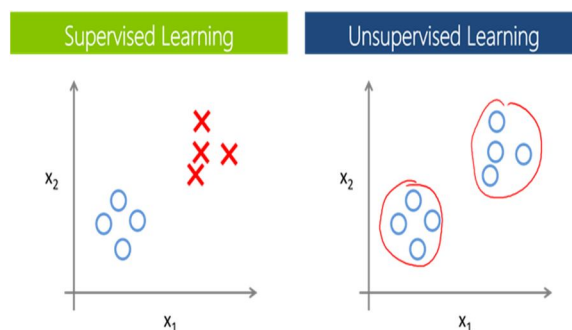 Supervised Learning
Unsupervised Learning
x2
x1
x2
x1